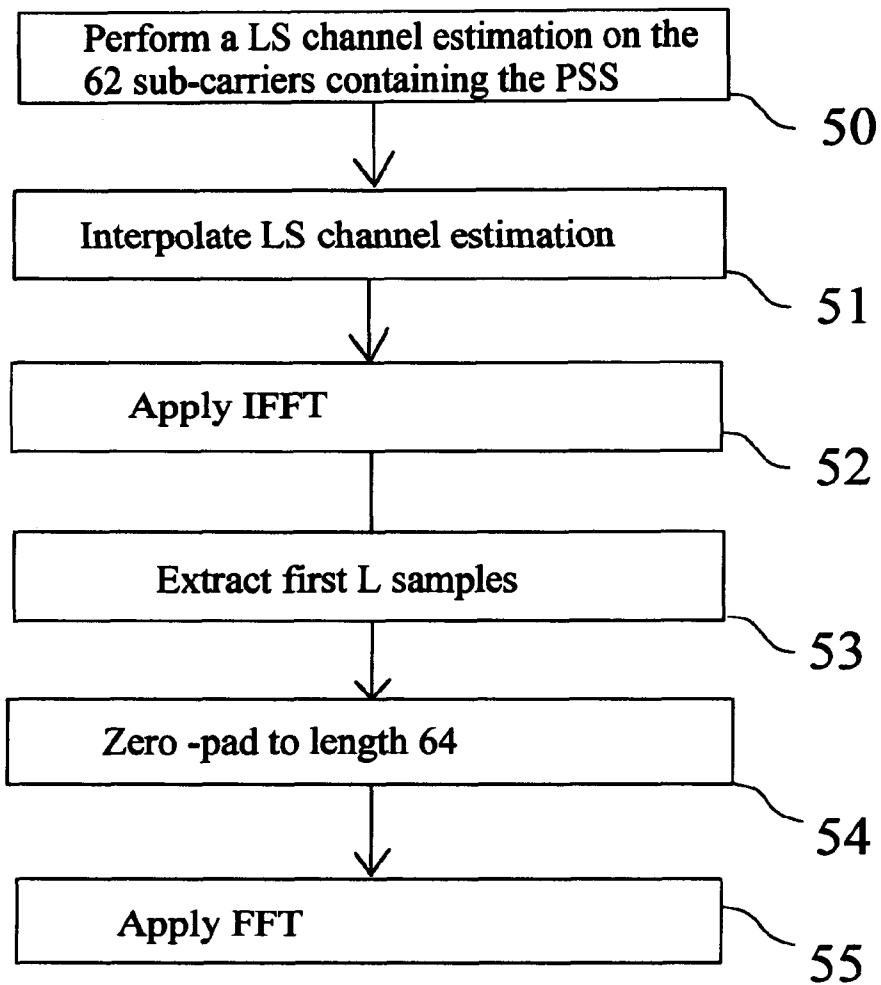 Perform a LS channel estimation on the
62 sub-carriers containing the PSS
50
Interpolate LS channel estimation
51
Apply IFFT
52
Extract first L samples
53
Zero -pad to length 64
54
Apply FFT
55